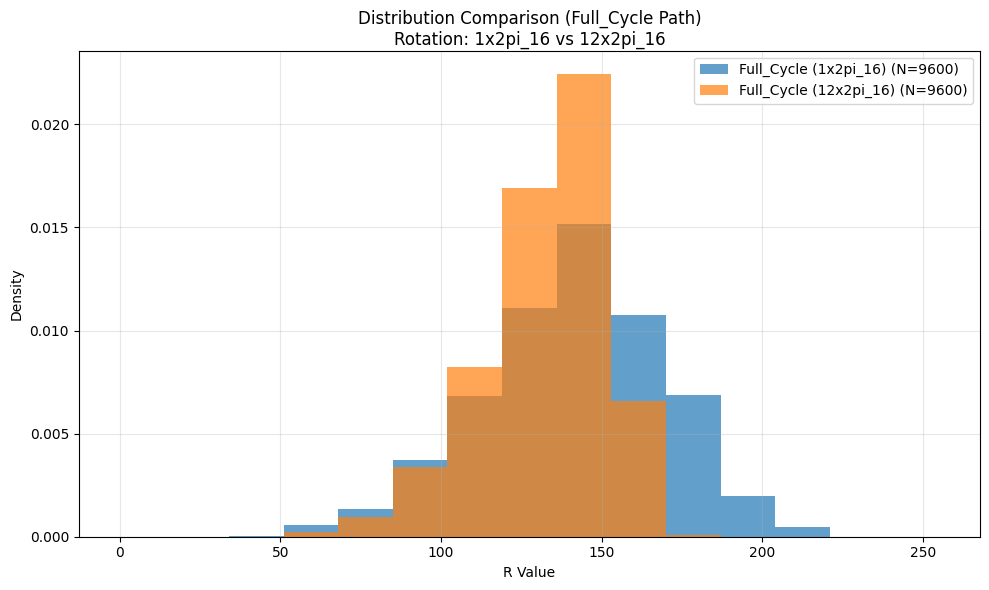 Distribution Comparison (Full_Cycle Path)
Rotation: 1x2pi_16 vs 12x2pi_16
Full_Cycle (1x2pi_16) (N=9600)
Full_Cycle (12x2pi_16) (N=9600)
Density
0.020
0.015
0.010
0.005
0.000
0
50
100
150
200
250
R Value